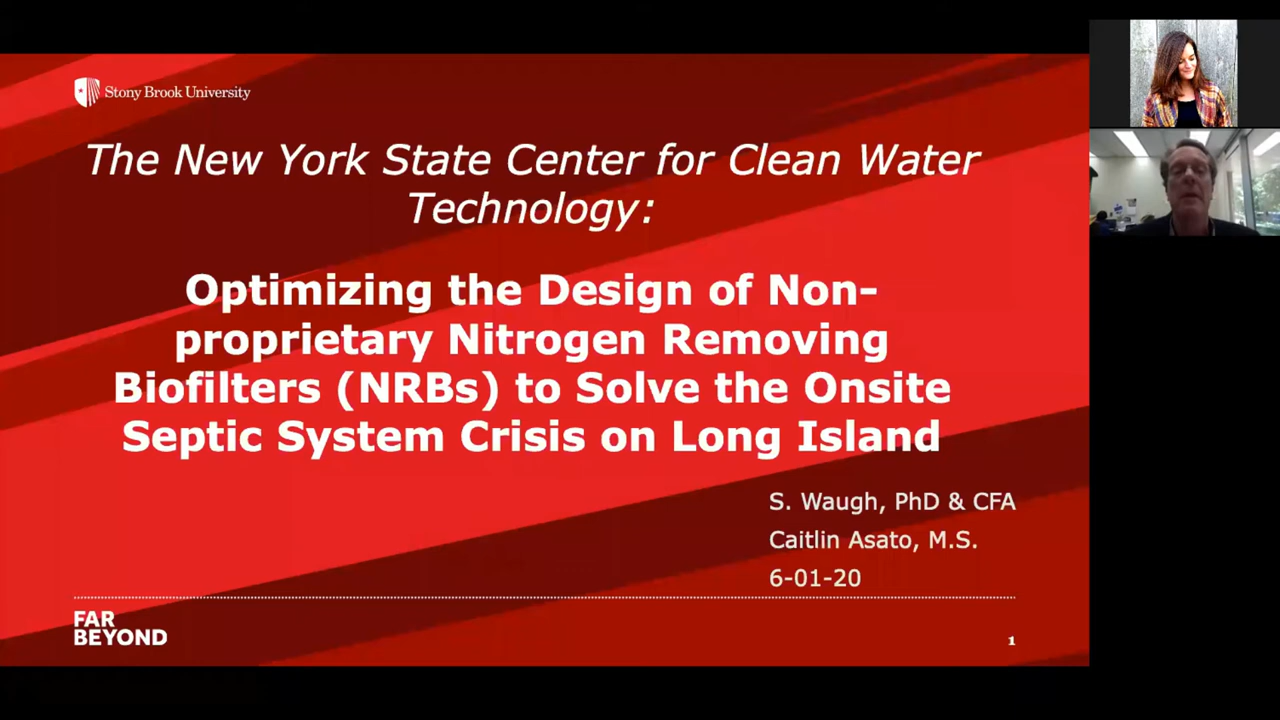 Stony Brook University
The New York State Center for Clean Water
Technology:
Optimizing the Design of Non-
proprietary Nitrogen Removing
Biofilters (NRBs) to Solve the Onsite
Septic System Crisis on Long Island
S. Waugh, PhD & CFA
Caitlin Asato, M.S.
6-01-20
FAR
BEYOND
1